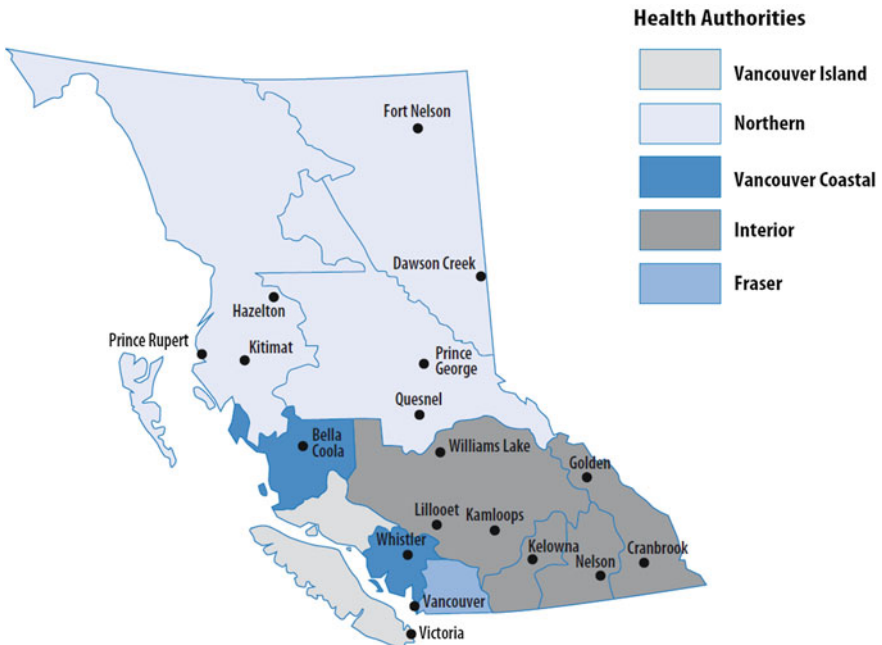 Health Authorities
Vancouver Island
Northern
Vancouver Coastal
Interior
Fraser
Fort Nelson
Dawson Creek
Hazelton
Prince Rupert
Kitimat
Prince
George
Quesnel
Bella
Coola
Williams Lake
Golden
Lillooet
Kamloops
Whistler
Kelowna
Cranbrook
Nelson
Vancouver
Victoria